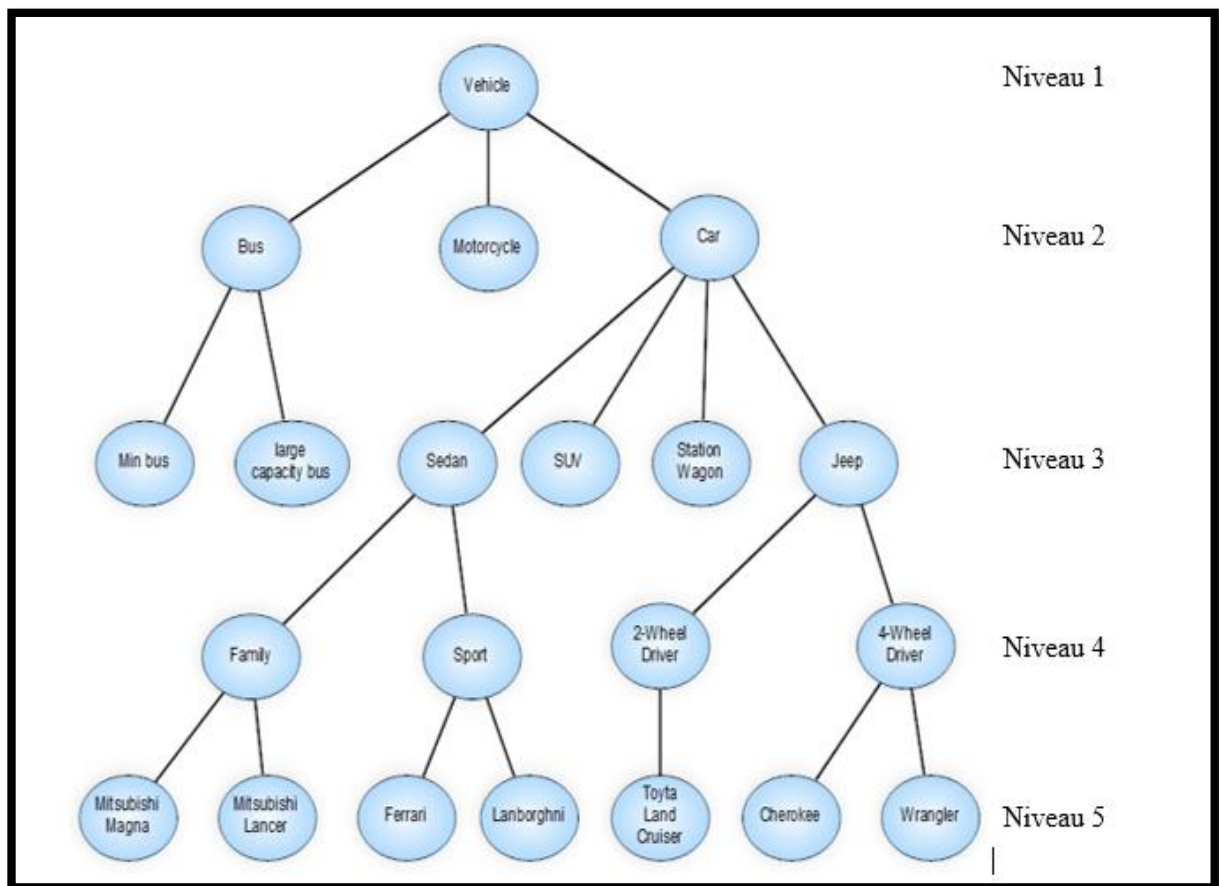 Vehicle
Niveau 1
Bus
Motorcycle
Car
Niveau 2
Min bus
large
capacity bus
Sedan
SUV
Station
Wagon
Jeep
Niveau 3
Family
Sport
2-Wheel
Driver
4-Wheel
Driver
Niveau 4
Mitsubishi
Magna
Mitsubishi
Lancer
Ferrari
Lanborghni
Toyta
Land
Cruiser
Cherokee
Wrangler
Niveau 5